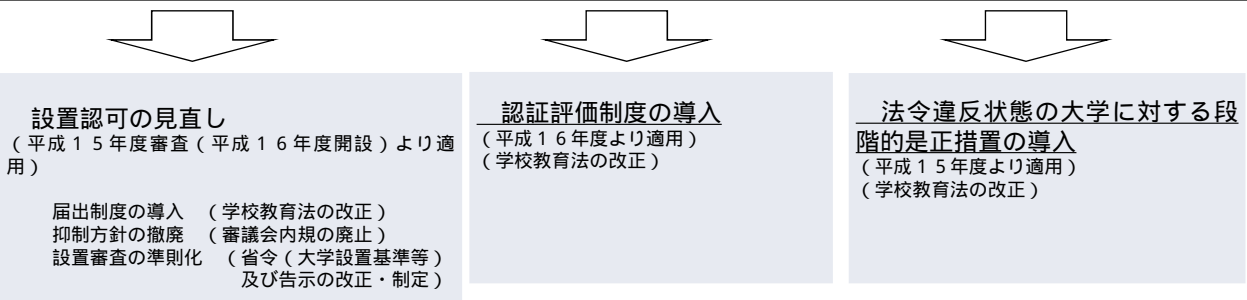 設置認可の見直し
（平成１５年度審査（平成１６年度開設）より適
用）
届出制度の導入　（学校教育法の改正）
抑制方針の撤廃　（審議会内規の廃止）
設置審査の準則化　（省令（大学設置基準等）
及び告示の改正・制定）
認証評価制度の導入
（平成１６年度より適用）
（学校教育法の改正）
法令違反状態の大学に対する段
階的是正措置の導入
（平成１５年度より適用）
（学校教育法の改正）